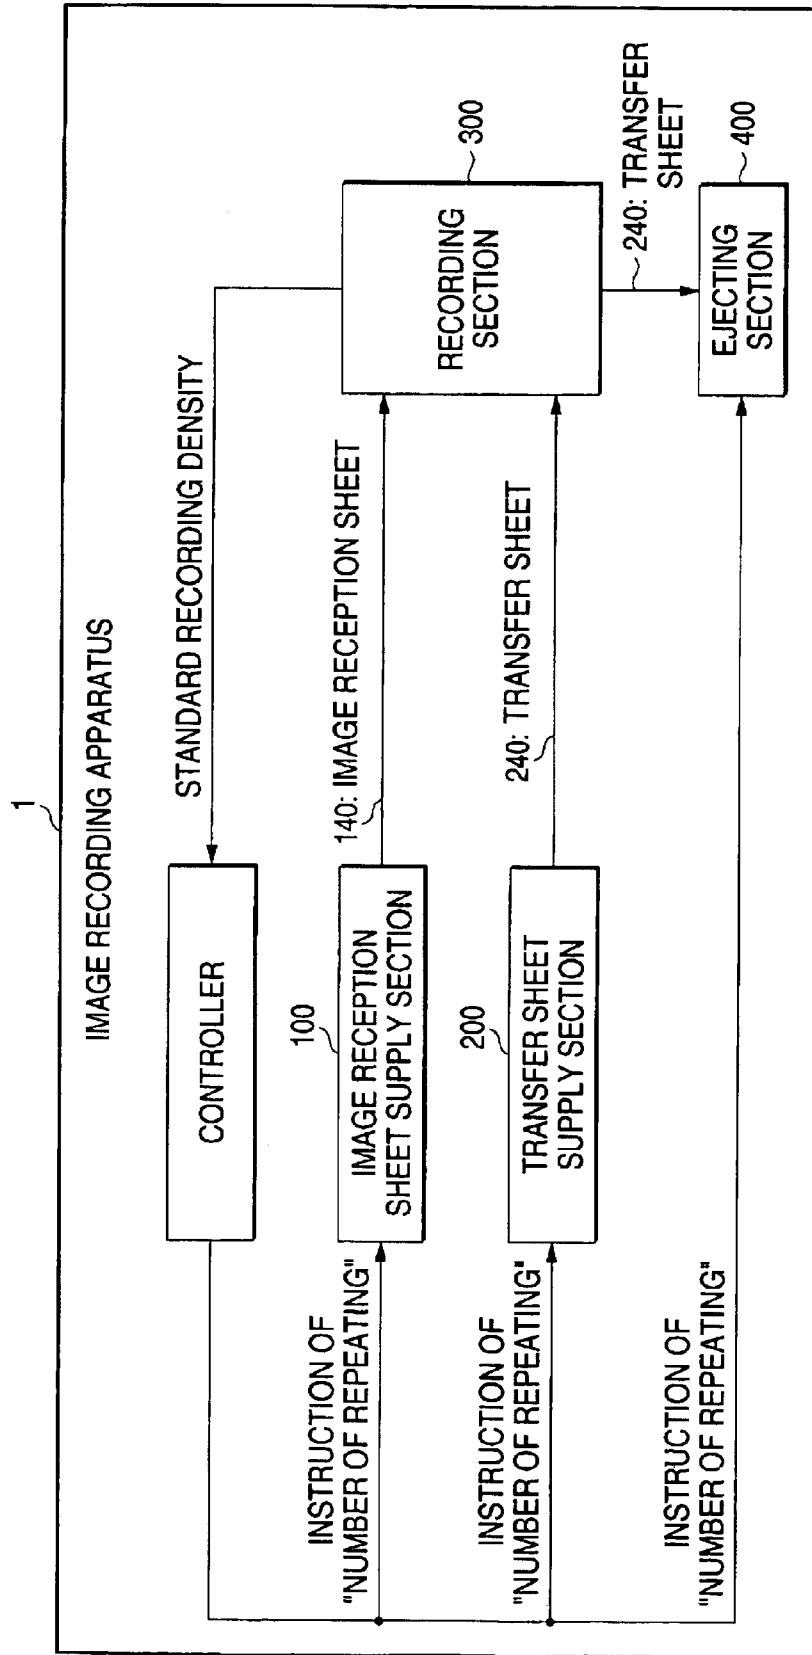 1
IMAGE RECORDING APPARATUS
STANDARD RECORDING DENSITY
CONTROLLER
INSTRUCTION OF
"NUMBER OF REPEATING"
100
IMAGE RECEPTION
SHEET SUPPLY SECTION
140: IMAGE RECEPTION SHEET
300
RECORDING
SECTION
INSTRUCTION OF
"NUMBER OF REPEATING"
200
TRANSFER SHEET
SUPPLY SECTION
240: TRANSFER SHEET
240: TRANSFER
SHEET
INSTRUCTION OF
"NUMBER OF REPEATING"
400
EJECTING
SECTION